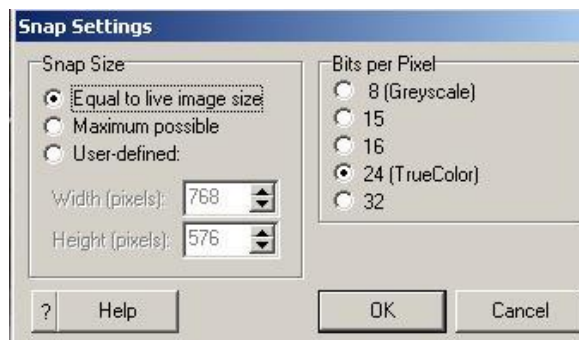 Snap Settings
Snap Size
Equal to live image size
Maximum possible
User-defined:
Width (pixels): 768
Height (pixels): 576
Bits per Pixel
8 (Greyscale)
15
16
24 (TrueColor)
32
? Help OK Cancel